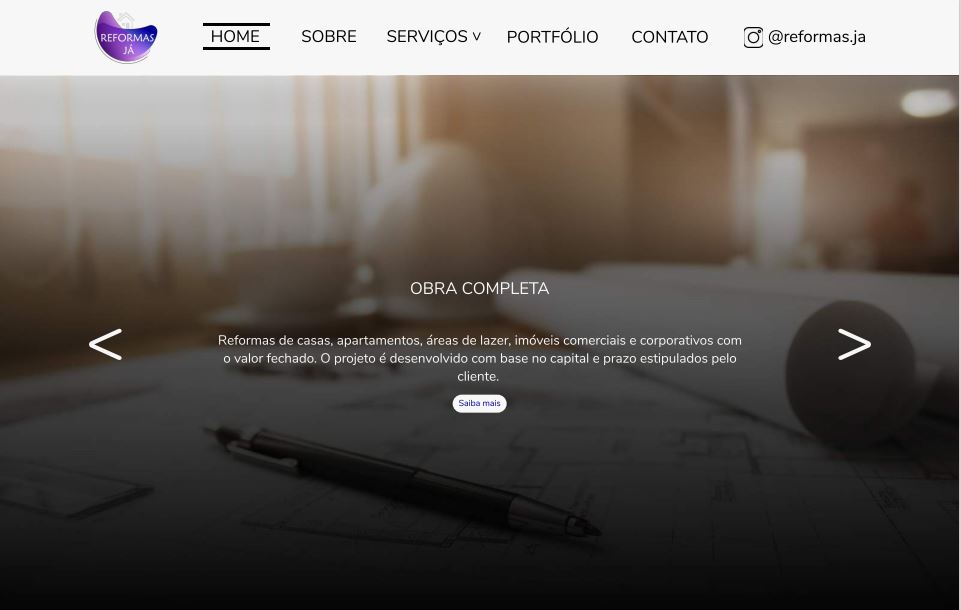 REFORMAS
JÁ
HOME SOBRE SERVIÇOS v PORTFÓLIO CONTATO @reformas.ja
OBRA COMPLETA
Reformas de casas, apartamentos, áreas de lazer, imóveis comerciais e corporativos com
o valor fechado. O projeto é desenvolvido com base no capital e prazo estipulados pelo
cliente.
< >
Saiba mais